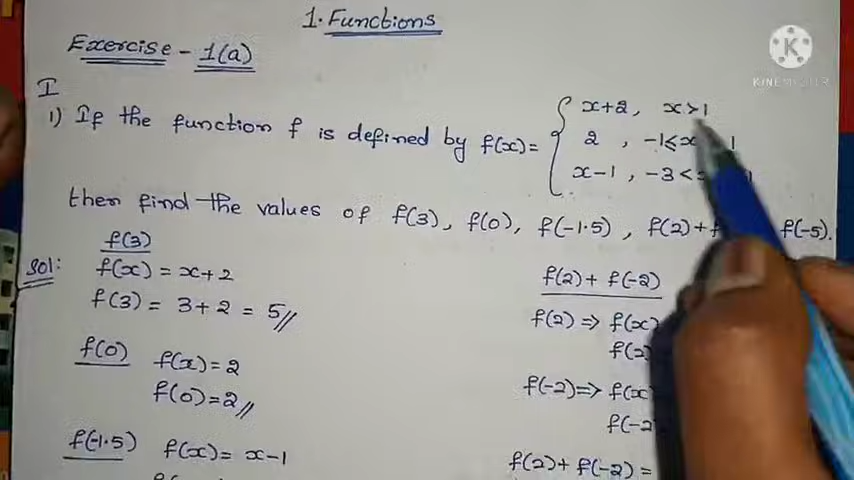 1. Functions
Exercise - 1(a)
K
KINEMASTER
I
1) If the function f is defined by f(x)= { x+2, x>1
2 , -1≤x 1
x-1 , -3<
then find the values of f(3), f(0), f(-1.5), f(2)+ f(-5).
Sol:
f(3)
f(x) = x+2
f(3) = 3+2 = 5//
f(0) f(x) = 2
f(0) = 2//
f(-1.5) f(x) = x-1
f(2) + f(-2)
f(2) => f(x)
f(2)
f(-2) => f(x
f(-2
f(2) + f(-2) =